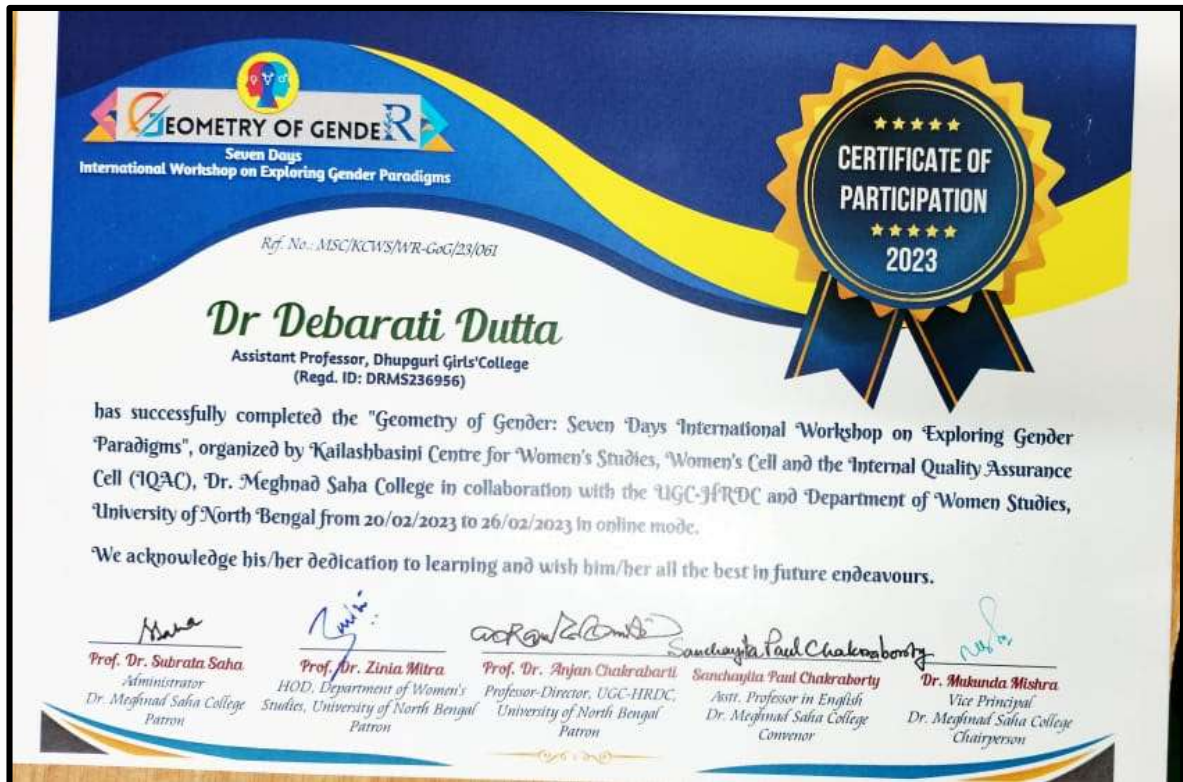 GEOMETRY OF GENDER
Seven Days
International Workshop on Exploring Gender Paradigms
CERTIFICATE OF
PARTICIPATION
2023
Ref. No.: MSC/KCWS/WR-GoG/23/061
Dr Debarati Dutta
Assistant Professor, Dhupguri Girls'College
(Regd. ID: DRMS236956)
has successfully completed the "Geometry of Gender: Seven Days International Workshop on Exploring Gender
Paradigms", organized by Kailashbasini Centre for Women's Studies, Women's Cell and the Internal Quality Assurance
Cell (IQAC), Dr. Meghnad Saha College in collaboration with the UGC-HRDC and Department of Women Studies,
University of North Bengal from 20/02/2023 to 26/02/2023 in online mode.
We acknowledge his/her dedication to learning and wish him/her all the best in future endeavours.
Saha
Sanchayita Paul Chakraborty
Prof. Dr. Subrata Saha
Administrator
Dr. Meghnad Saha College
Patron
Prof. Dr. Zinia Mitra
HOD, Department of Women's
Studies, University of North Bengal
Patron
Prof. Dr. Anjan Chakrabarti
Professor-Director, UGC-HRDC,
University of North Bengal
Patron
Sanchayita Paul Chakraborty
Astt. Professor in English
Dr. Meghnad Saha College
Convenor
Dr. Mukunda Mishra
Vice Principal
Dr. Meghnad Saha College
Chairperson